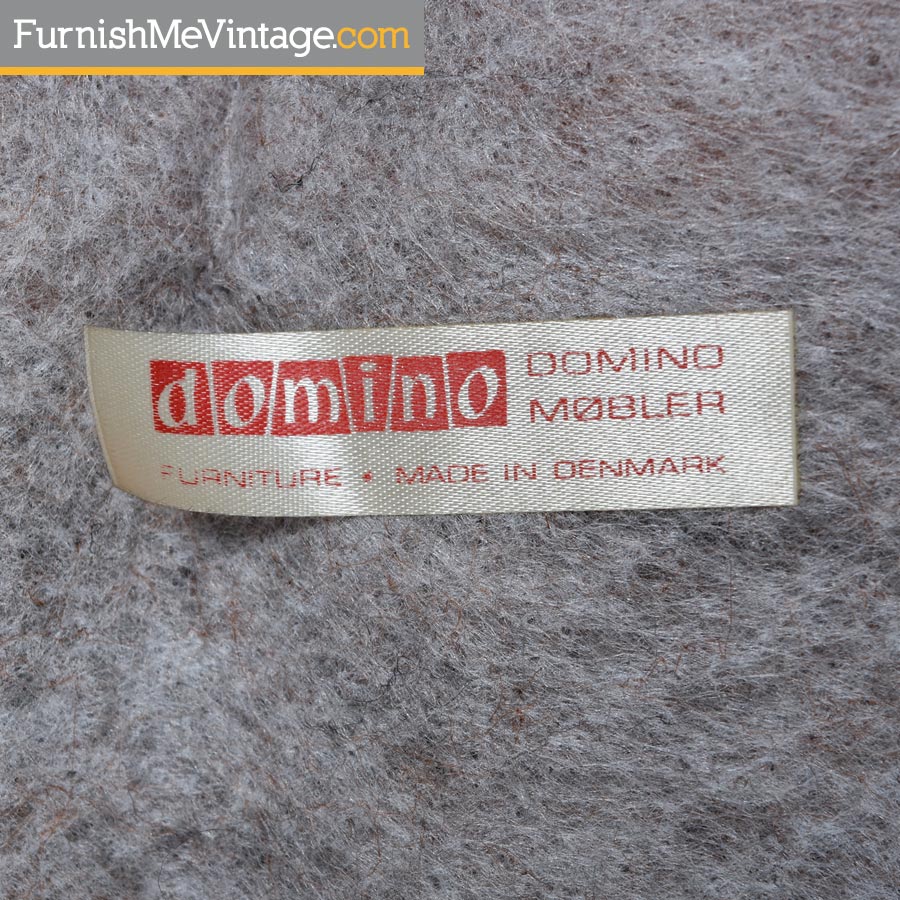 FurnishMeVintage.com
domino DOMINO
MØBLER
FURNITURE • MADE IN DENMARK